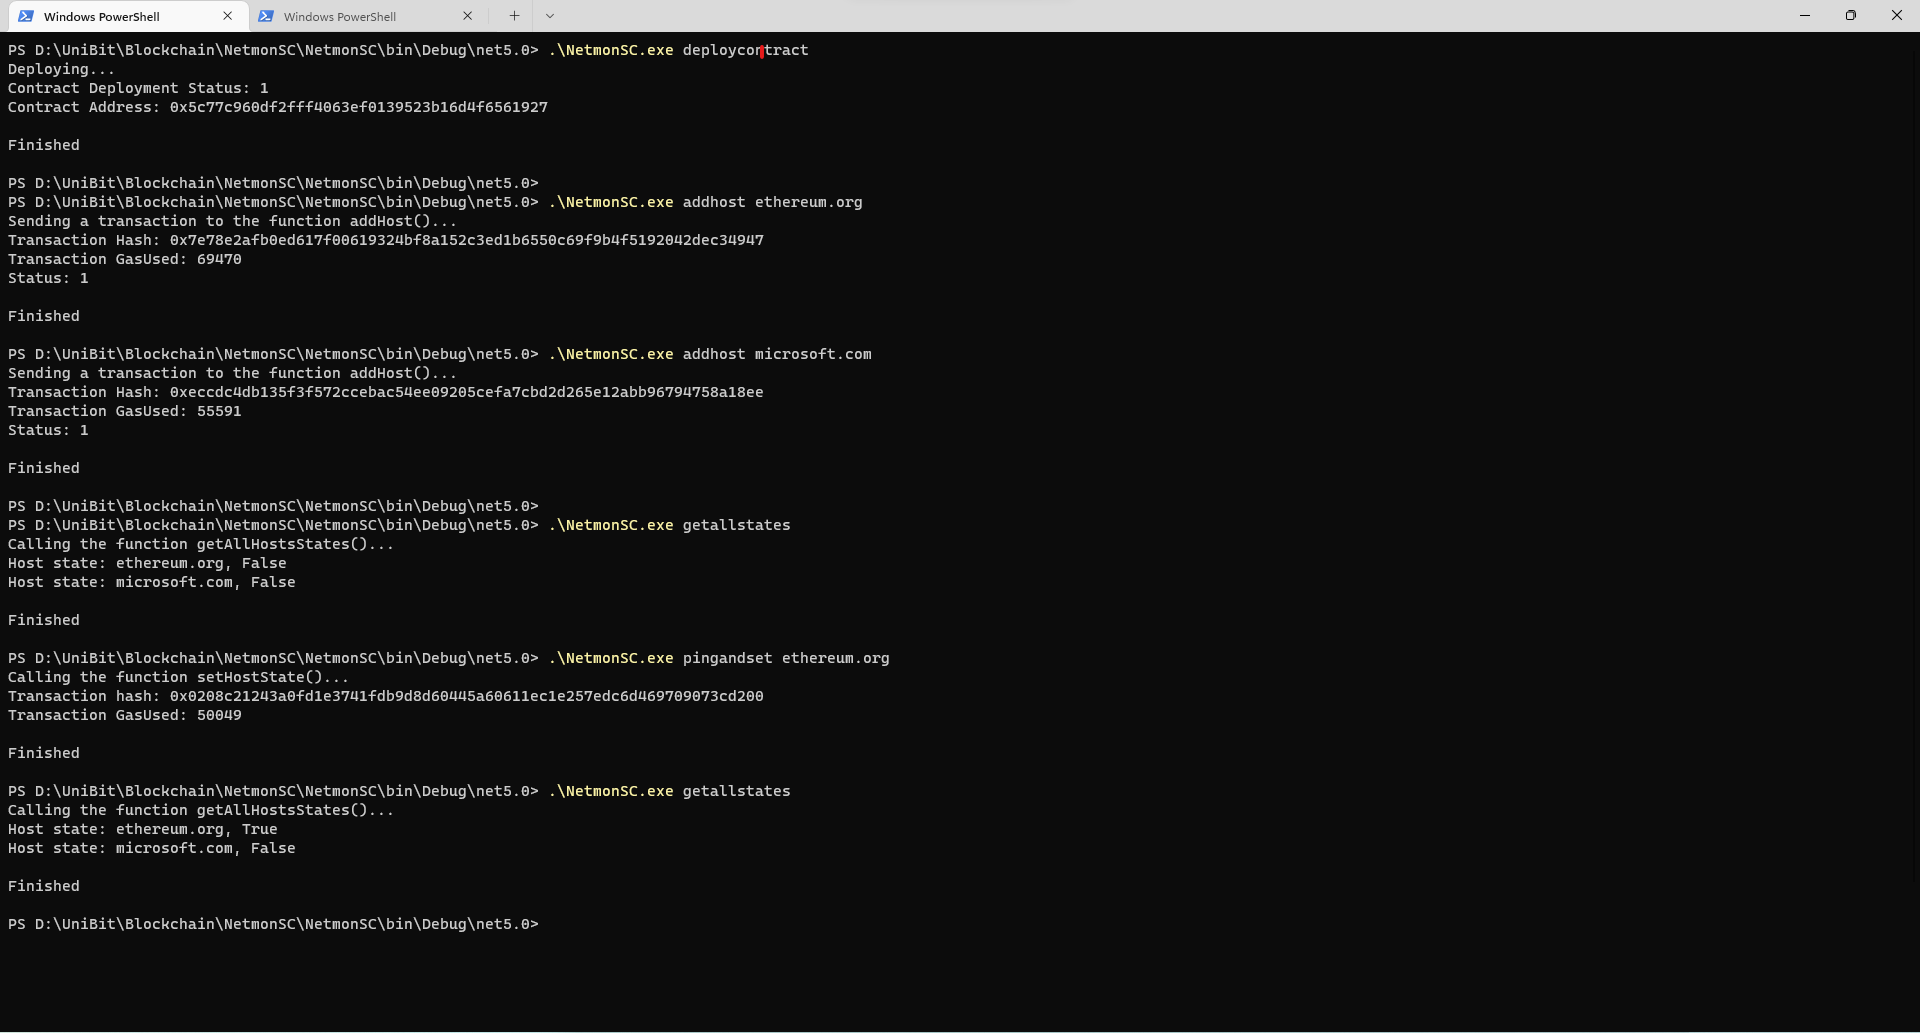 Windows PowerShell
Windows PowerShell
PS D:\UniBit\Blockchain\NetmonSC\NetmonSC\bin\Debug\net5.0> .\NetmonSC.exe deploycontract
Deploying...
Contract Deployment Status: 1
Contract Address: 0x5c77c960df2fff4063ef0139523b16d4f6561927
Finished
PS D:\UniBit\Blockchain\NetmonSC\NetmonSC\bin\Debug\net5.0>
PS D:\UniBit\Blockchain\NetmonSC\NetmonSC\bin\Debug\net5.0> .\NetmonSC.exe addhost ethereum.org
Sending a transaction to the function addHost()...
Transaction Hash: 0x7e78e2afb0ed617f00619324bf8a152c3ed1b6550c69f9b4f5192042dec34947
Transaction GasUsed: 69470
Status: 1
Finished
PS D:\UniBit\Blockchain\NetmonSC\NetmonSC\bin\Debug\net5.0> .\NetmonSC.exe addhost microsoft.com
Sending a transaction to the function addHost()...
Transaction Hash: 0xeccdc4db135f3f572ccebac54ee09205cefa7cbd2d265e12abb96794758a18ee
Transaction GasUsed: 55591
Status: 1
Finished
PS D:\UniBit\Blockchain\NetmonSC\NetmonSC\bin\Debug\net5.0>
PS D:\UniBit\Blockchain\NetmonSC\NetmonSC\bin\Debug\net5.0> .\NetmonSC.exe getallstates
Calling the function getAllHostsStates()...
Host state: ethereum.org, False
Host state: microsoft.com, False
Finished
PS D:\UniBit\Blockchain\NetmonSC\NetmonSC\bin\Debug\net5.0> .\NetmonSC.exe pingandset ethereum.org
Calling the function setHostState()...
Transaction hash: 0x0208c21243a0fd1e3741fdb9d8d60445a60611ec1e257edc6d469709073cd200
Transaction GasUsed: 50049
Finished
PS D:\UniBit\Blockchain\NetmonSC\NetmonSC\bin\Debug\net5.0> .\NetmonSC.exe getallstates
Calling the function getAllHostsStates()...
Host state: ethereum.org, True
Host state: microsoft.com, False
Finished
PS D:\UniBit\Blockchain\NetmonSC\NetmonSC\bin\Debug\net5.0>